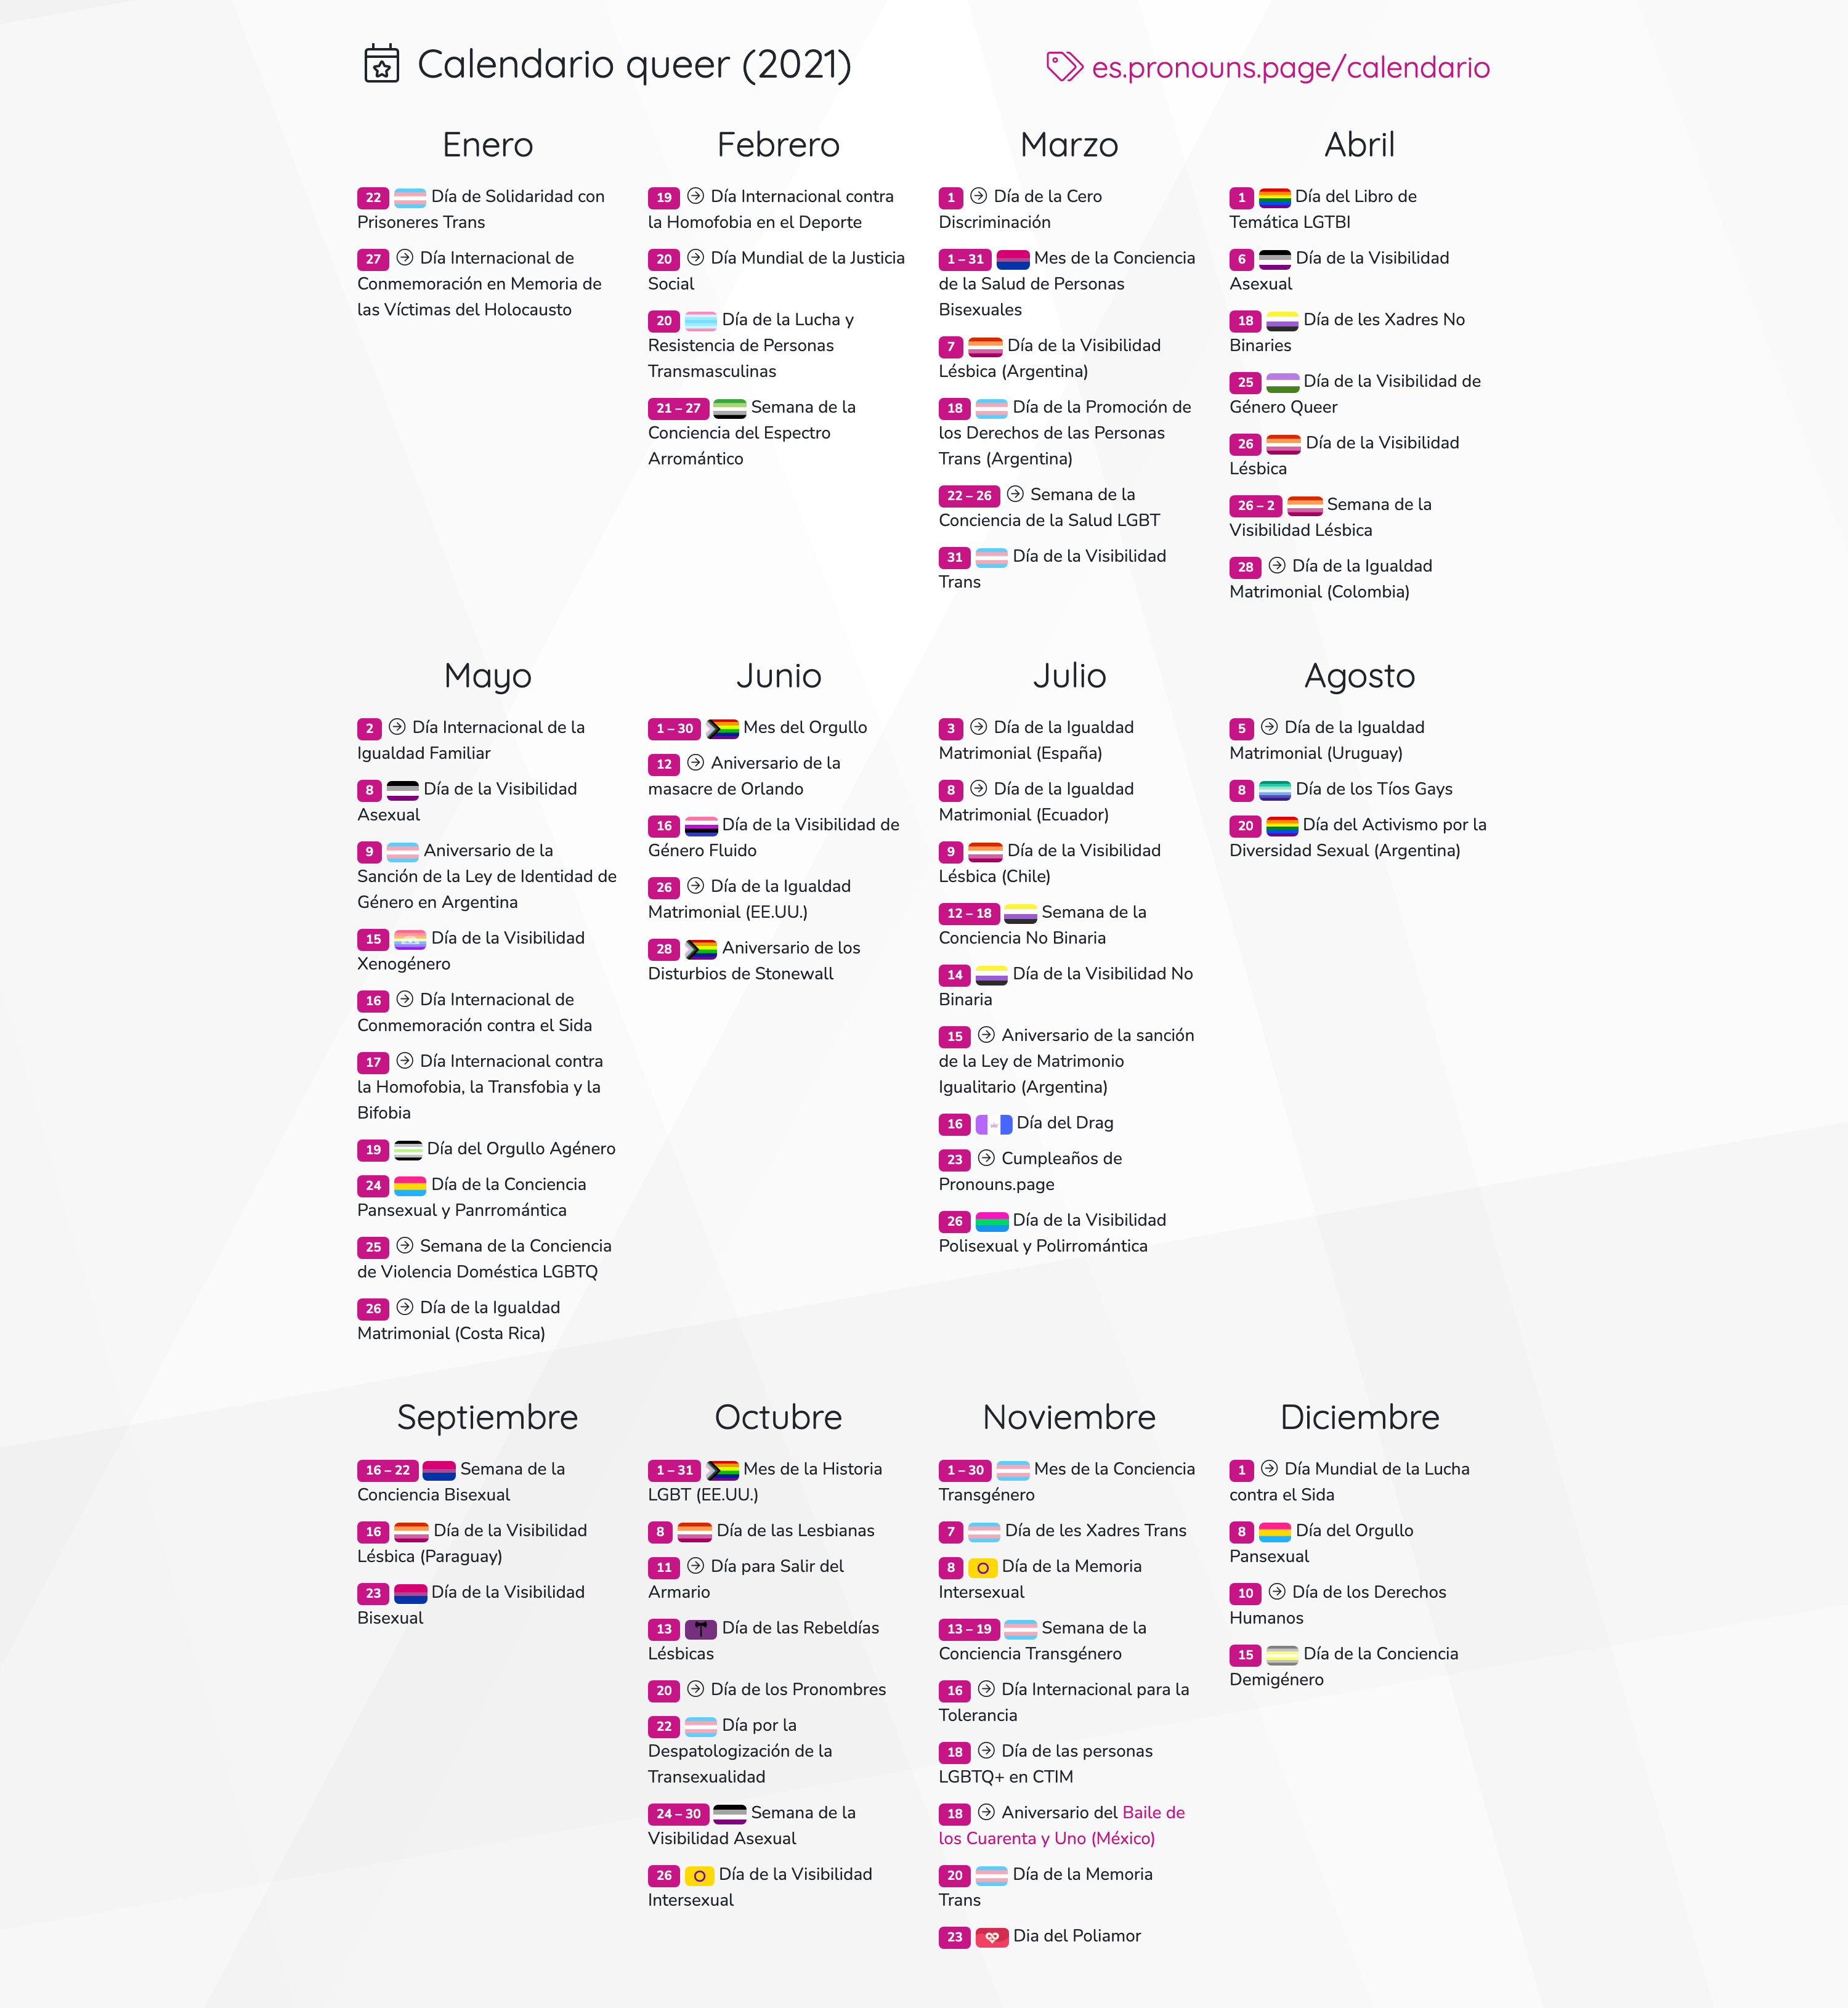 Calendario queer (2021)
es.pronouns.page/calendario
Enero
22 Día de Solidaridad con
Prisoneres Trans
27 Día Internacional de
Conmemoración en Memoria de
las Víctimas del Holocausto
Febrero
19 Día Internacional contra
la Homofobia en el Deporte
20 Día Mundial de la Justicia
Social
20 Día de la Lucha y
Resistencia de Personas
Transmasculinas
21 – 27 Semana de la
Conciencia del Espectro
Arromántico
Marzo
1 Día de la Cero
Discriminación
1 – 31 Mes de la Conciencia
de la Salud de Personas
Bisexuales
7 Día de la Visibilidad
Lésbica (Argentina)
18 Día de la Promoción de
los Derechos de las Personas
Trans (Argentina)
22 – 26 Semana de la
Conciencia de la Salud LGBT
31 Día de la Visibilidad
Trans
Abril
1 Día del Libro de
Temática LGTBI
6 Día de la Visibilidad
Asexual
18 Día de les Xadres No
Binaries
25 Día de la Visibilidad de
Género Queer
26 Día de la Visibilidad
Lésbica
26 – 2 Semana de la
Visibilidad Lésbica
28 Día de la Igualdad
Matrimonial (Colombia)
Mayo
2 Día Internacional de la
Igualdad Familiar
8 Día de la Visibilidad
Asexual
9 Aniversario de la
Sanción de la Ley de Identidad de
Género en Argentina
15 Día de la Visibilidad
Xenogénero
16 Día Internacional de
Conmemoración contra el Sida
17 Día Internacional contra
la Homofobia, la Transfobia y la
Bifobia
19 Día del Orgullo Agénero
24 Día de la Conciencia
Pansexual y Panrromántica
25 Semana de la Conciencia
de Violencia Doméstica LGBTQ
26 Día de la Igualdad
Matrimonial (Costa Rica)
Junio
1 – 30 Mes del Orgullo
12 Aniversario de la
masacre de Orlando
16 Día de la Visibilidad de
Género Fluido
26 Día de la Igualdad
Matrimonial (EE.UU.)
28 Aniversario de los
Disturbios de Stonewall
Julio
3 Día de la Igualdad
Matrimonial (España)
8 Día de la Igualdad
Matrimonial (Ecuador)
9 Día de la Visibilidad
Lésbica (Chile)
12 – 18 Semana de la
Conciencia No Binaria
14 Día de la Visibilidad No
Binaria
15 Aniversario de la sanción
de la Ley de Matrimonio
Igualitario (Argentina)
16 Día del Drag
23 Cumpleaños de
Pronouns.page
26 Día de la Visibilidad
Polisexual y Polirromántica
Agosto
5 Día de la Igualdad
Matrimonial (Uruguay)
8 Día de los Tíos Gays
20 Día del Activismo por la
Diversidad Sexual (Argentina)
Septiembre
16 – 22 Semana de la
Conciencia Bisexual
16 Día de la Visibilidad
Lésbica (Paraguay)
23 Día de la Visibilidad
Bisexual
Octubre
1 – 31 Mes de la Historia
LGBT (EE.UU.)
8 Día de las Lesbianas
11 Día para Salir del
Armario
13 Día de las Rebeldías
Lésbicas
20 Día de los Pronombres
22 Día por la
Despatologización de la
Transexualidad
24 – 30 Semana de la
Visibilidad Asexual
26 Día de la Visibilidad
Intersexual
Noviembre
1 – 30 Mes de la Conciencia
Transgénero
7 Día de les Xadres Trans
8 Día de la Memoria
Intersexual
13 – 19 Semana de la
Conciencia Transgénero
16 Día Internacional para la
Tolerancia
18 Día de las personas
LGBTQ+ en CTIM
18 Aniversario del Baile de
los Cuarenta y Uno (México)
20 Día de la Memoria
Trans
23 Dia del Poliamor
Diciembre
1 Día Mundial de la Lucha
contra el Sida
8 Día del Orgullo
Pansexual
10 Día de los Derechos
Humanos
15 Día de la Conciencia
Demigénero